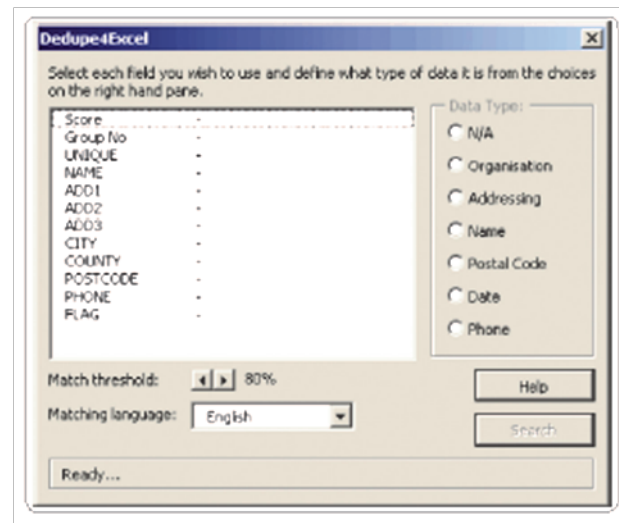 Dedupe4Excel
Select each field you wish to use and define what type of data it is from the choices
on the right hand pane.
Score -
Group No -
UNIQUE -
NAME -
ADD1 -
ADD2 -
ADD3 -
CITY -
COUNTY -
POSTCODE -
PHONE -
FLAG -
Data Type:
N/A
Organisation
Addressing
Name
Postal Code
Date
Phone
Match threshold: 80%
Matching language: English
Help
Search
Ready...